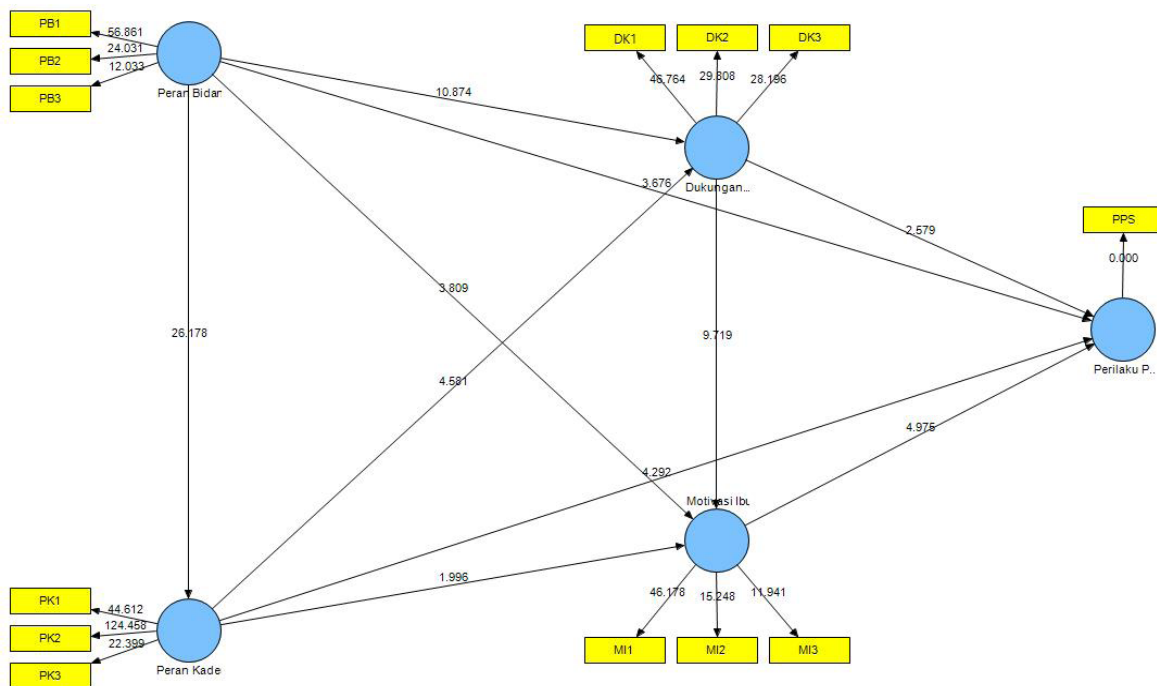 PB1
56.861
PB2
24.031
PB3
12.033
Peran Bidan
DK1
DK2
DK3
46.764
29.808
28.196
Dukungan...
10.874
3.676
2.579
PPS
0.000
Perilaku P...
3.809
26.178
9.719
4.581
4.975
4.292
Motivasi Ibu
1.996
PK1
44.612
PK2
124.458
PK3
22.399
Peran Kade
46.178
15.248
11.941
MI1
MI2
MI3